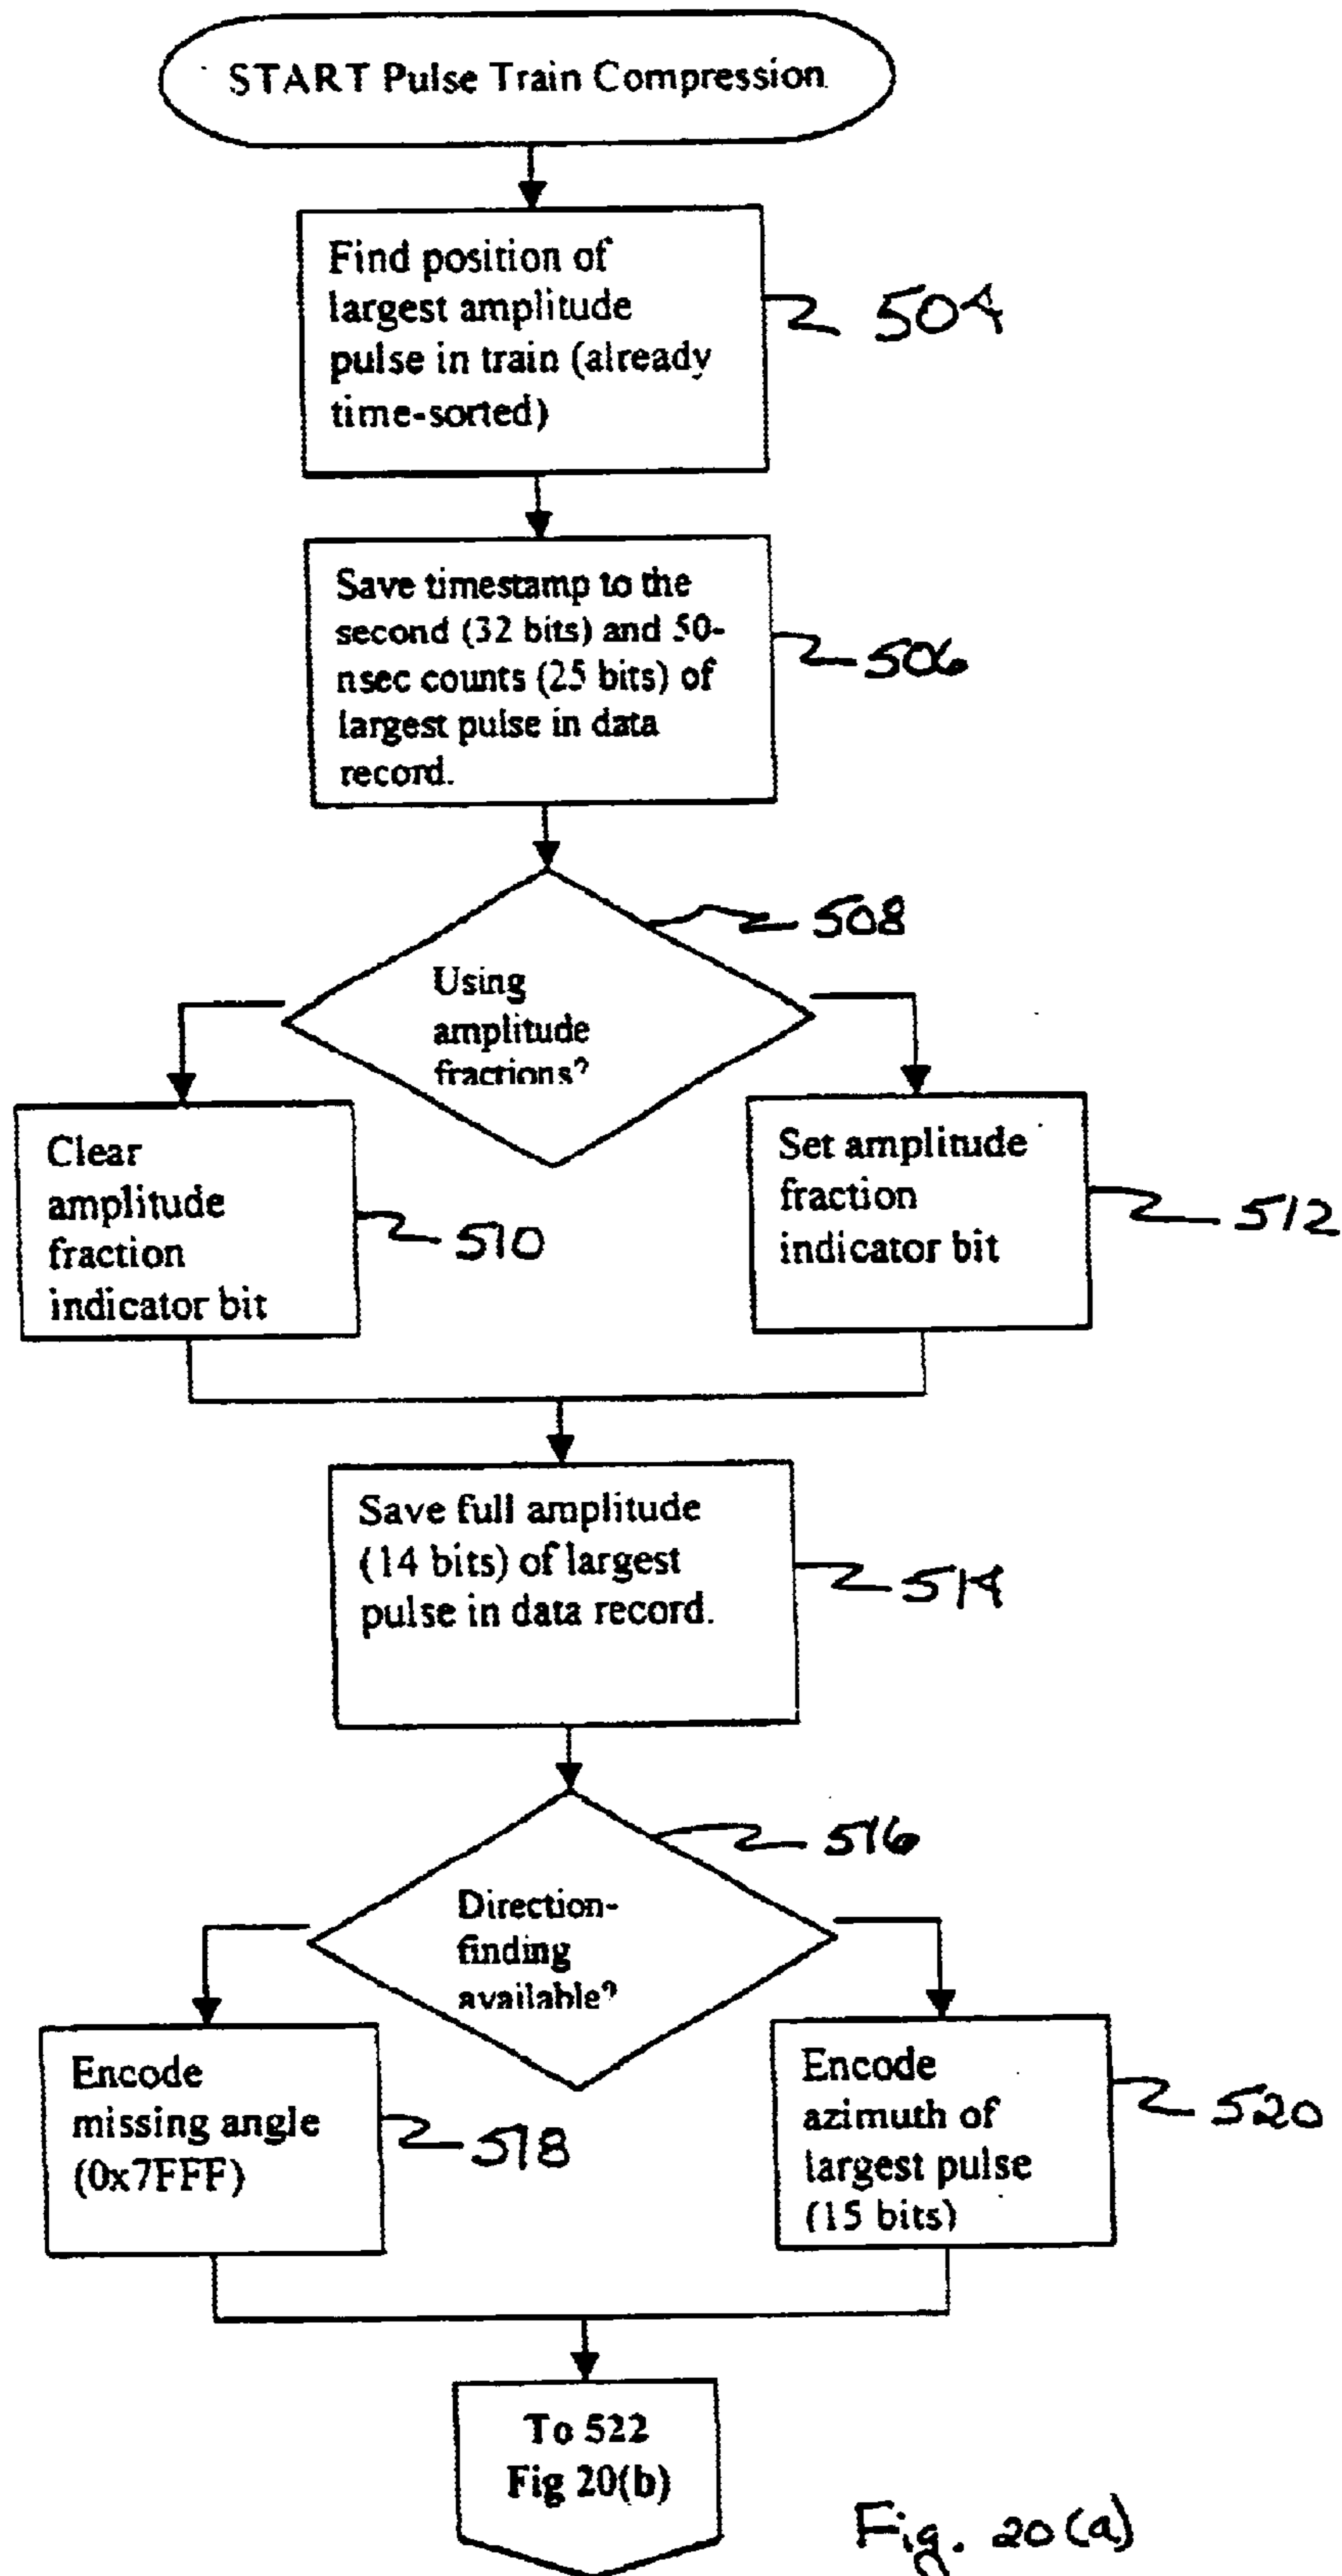 START Pulse Train Compression
Find position of
largest amplitude
pulse in train (already
time-sorted)
504
Save timestamp to the
second (32 bits) and 50-
nsec counts (25 bits) of
largest pulse in data
record.
506
Using
amplitude
fractions?
508
Clear
amplitude
fraction
indicator bit
510
Set amplitude
fraction
indicator bit
512
Save full amplitude
(14 bits) of largest
pulse in data record.
514
Direction-
finding
available?
516
Encode
missing angle
(0x7FFF)
518
Encode
azimuth of
largest pulse
(15 bits)
520
To 522
Fig 20(b)
Fig. 20(a)